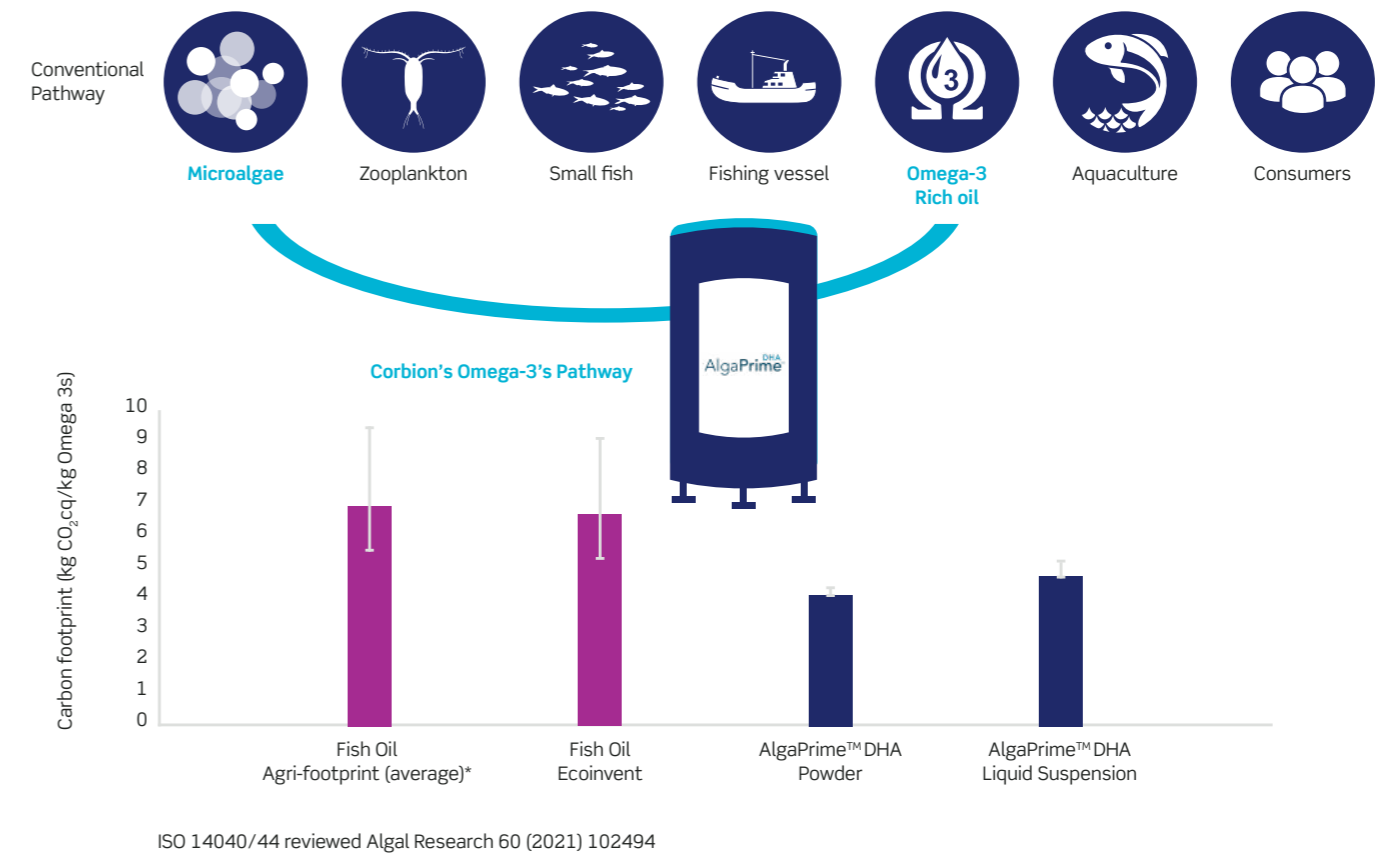 Conventional
Pathway
3
Microalgae
Zooplankton
Small fish
Fishing vessel
Omega-3
Rich oil
Aquaculture
Consumers
AlgaPrime™ DHA
Corbion's Omega-3's Pathway
Carbon footprint (kg CO₂cq/kg Omega 3s)
10
9
8
7
6
5
4
3
2
1
0
Fish Oil
Agri-footprint (average)*
Fish Oil
Ecoinvent
AlgaPrime™ DHA
Powder
AlgaPrime™ DHA
Liquid Suspension
ISO 14040/44 reviewed Algal Research 60 (2021) 102494